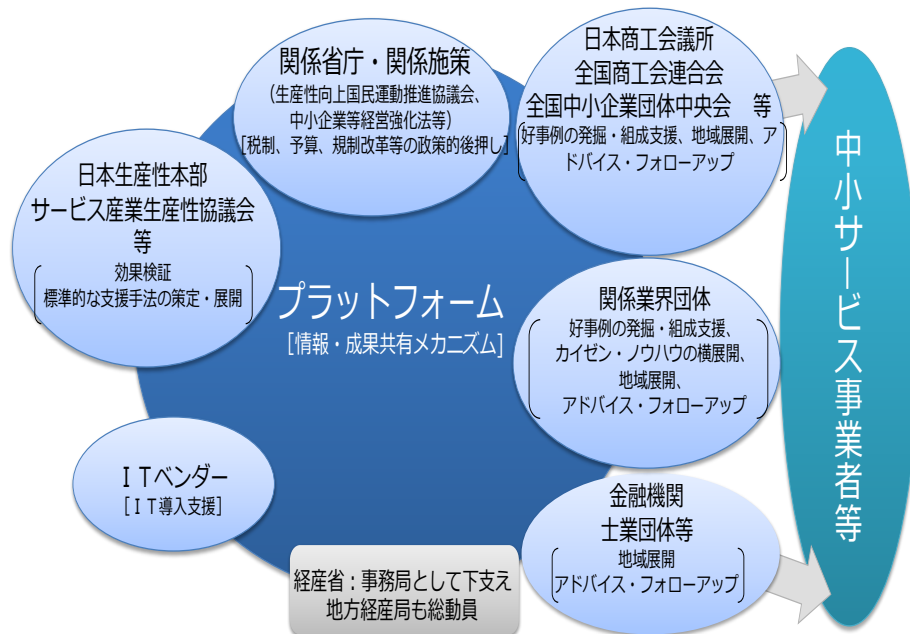 関係省庁・関係施策
(生産性向上国民運動推進協議会、
中小企業等経営強化法等)
[税制、予算、規制改革等の政策的後押し]
日本商工会議所
全国商工会連合会
全国中小企業団体中央会　等
好事例の発掘・組成支援、地域展開、ア
ドバイス・フォローアップ
日本生産性本部
サービス産業生産性協議会
等
効果検証
標準的な支援手法の策定・展開
プラットフォーム
[情報・成果共有メカニズム]
関係業界団体
好事例の発掘・組成支援、
カイゼン・ノウハウの横展開、
地域展開、
アドバイス・フォローアップ
ＩＴベンダー
[ＩＴ導入支援]
金融機関
士業団体等
地域展開
アドバイス・フォローアップ
経産省：事務局として下支え
地方経産局も総動員
中小サービス事業者等